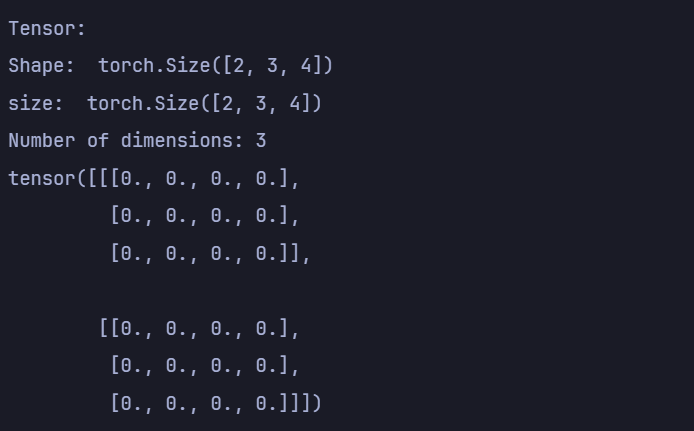 Tensor:
Shape:  torch.Size([2, 3, 4])
size:  torch.Size([2, 3, 4])
Number of dimensions: 3
tensor([[[0., 0., 0., 0.],
         [0., 0., 0., 0.],
         [0., 0., 0., 0.]],

        [[0., 0., 0., 0.],
         [0., 0., 0., 0.],
         [0., 0., 0., 0.]]])